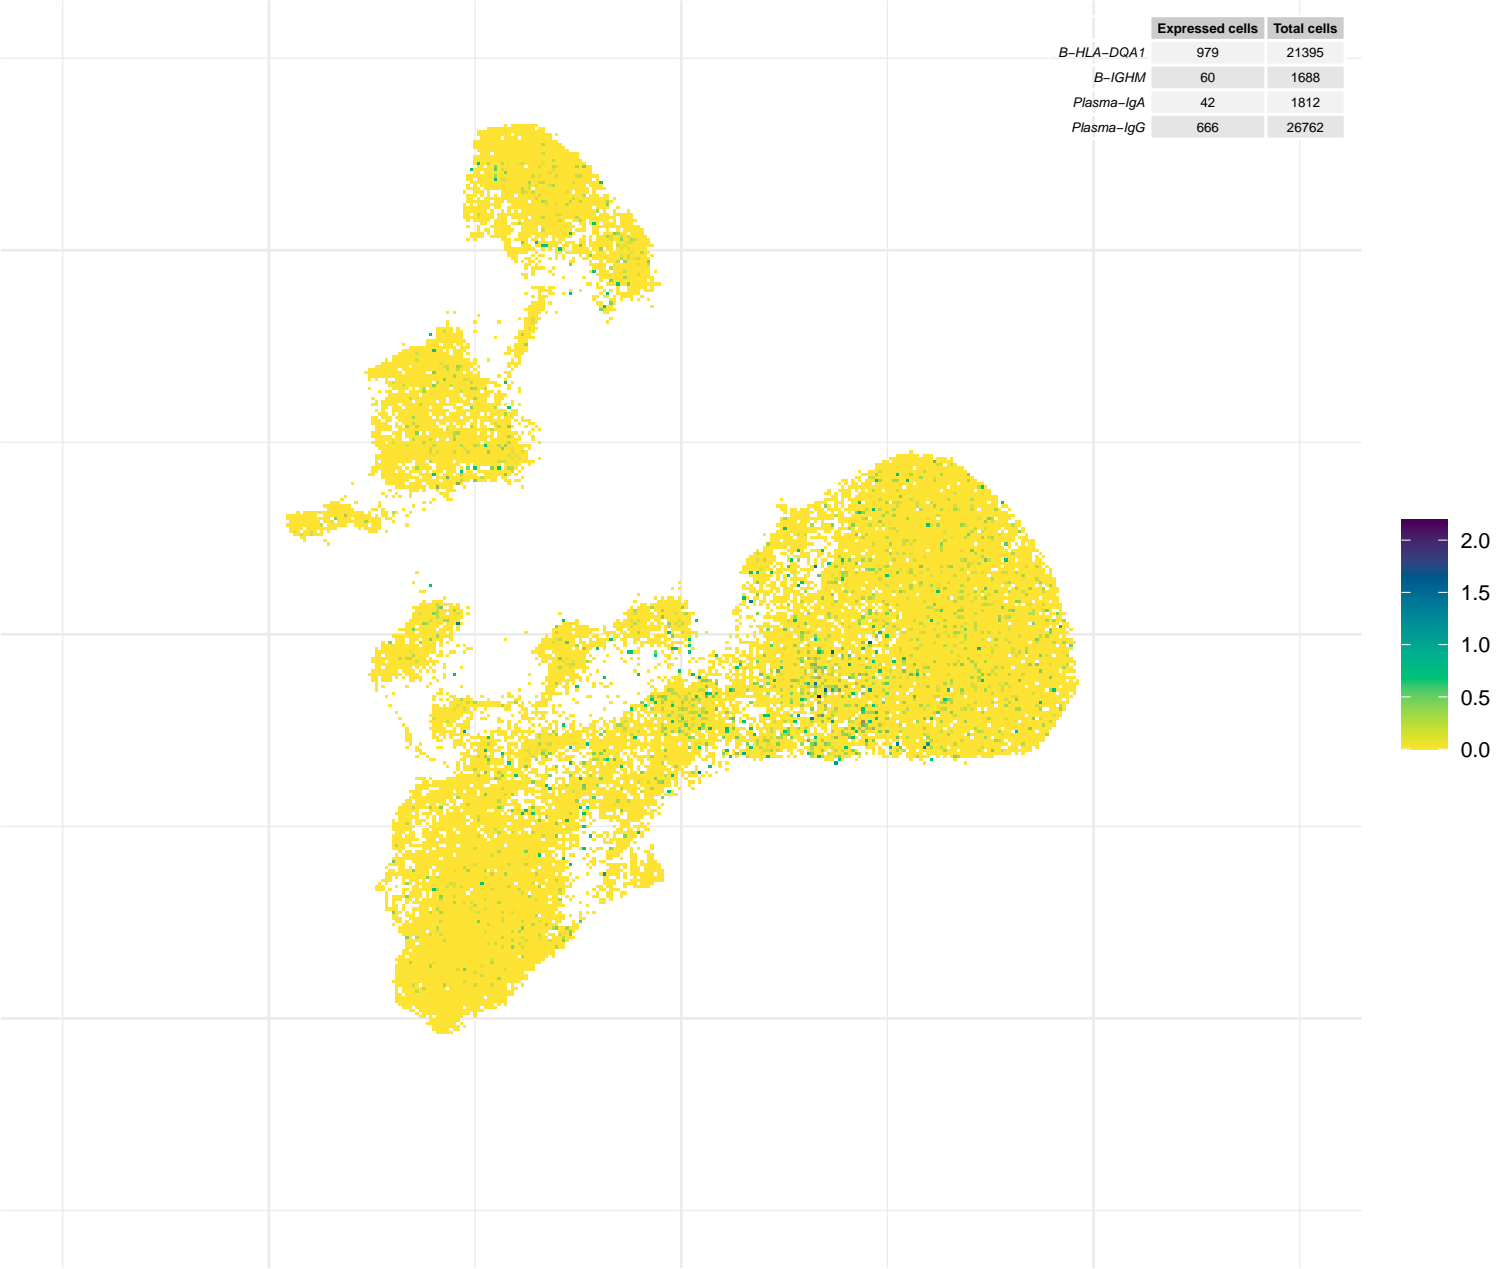 Expressed cells Total cells
B−HLA−DQA1 979 21395
B−IGHM 60 1688
Plasma−IgA 42 1812
Plasma−IgG 666 26762
2.0
1.5
1.0
0.5
0.0